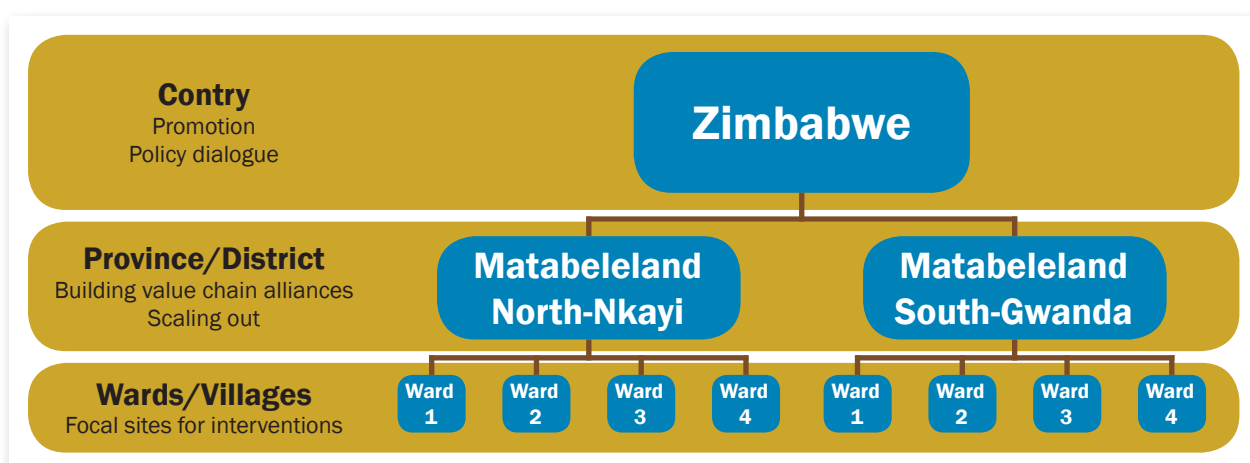 Contry
Promotion
Policy dialogue
Zimbabwe
Province/District
Building value chain alliances
Scaling out
Matabeleland
North-Nkayi
Matabeleland
South-Gwanda
Wards/Villages
Focal sites for interventions
Ward
1
Ward
2
Ward
3
Ward
4
Ward
1
Ward
2
Ward
3
Ward
4